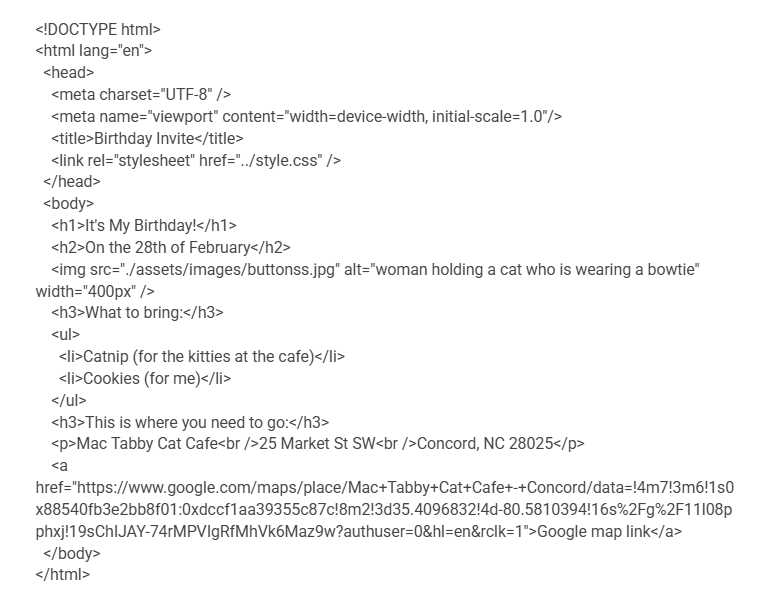 <!DOCTYPE html>
<html lang="en">
  <head>
    <meta charset="UTF-8" />
    <meta name="viewport" content="width=device-width, initial-scale=1.0"/>
    <title>Birthday Invite</title>
    <link rel="stylesheet" href="../style.css" />
  </head>
  <body>
    <h1>It's My Birthday!</h1>
    <h2>On the 28th of February</h2>
    <img src="./assets/images/buttonss.jpg" alt="woman holding a cat who is wearing a bowtie"
width="400px" />
    <h3>What to bring:</h3>
    <ul>
      <li>Catnip (for the kitties at the cafe)</li>
      <li>Cookies (for me)</li>
    </ul>
    <h3>This is where you need to go:</h3>
    <p>Mac Tabby Cat Cafe<br />25 Market St SW<br />Concord, NC 28025</p>
    <a
href="https://www.google.com/maps/place/Mac+Tabby+Cat+Cafe+-+Concord/data=!4m7!3m6!1s0
x88540fb3e2bb8f01:0xdccf1aa39355c87c!8m2!3d35.4096832!4d-80.5810394!16s%2Fg%2F11l08p
phxj!19sChIJAY-74rMPVIgRfMhVk6Maz9w?authuser=0&hl=en&rclk=1">Google map link</a>
  </body>
</html>